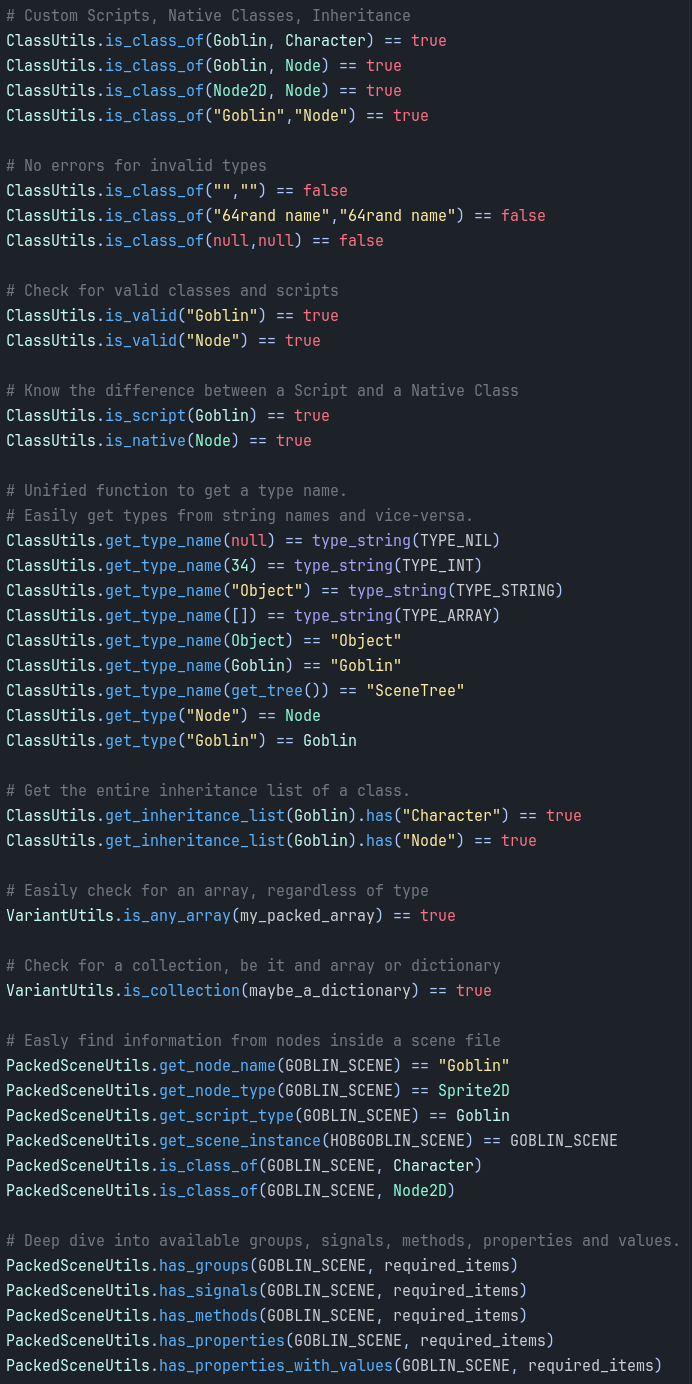 # Custom Scripts, Native Classes, Inheritance
ClassUtils.is_class_of(Goblin, Character) == true
ClassUtils.is_class_of(Goblin, Node) == true
ClassUtils.is_class_of(Node2D, Node) == true
ClassUtils.is_class_of("Goblin","Node") == true

# No errors for invalid types
ClassUtils.is_class_of("","") == false
ClassUtils.is_class_of("64rand name","64rand name") == false
ClassUtils.is_class_of(null,null) == false

# Check for valid classes and scripts
ClassUtils.is_valid("Goblin") == true
ClassUtils.is_valid("Node") == true

# Know the difference between a Script and a Native Class
ClassUtils.is_script(Goblin) == true
ClassUtils.is_native(Node) == true

# Unified function to get a type name.
# Easily get types from string names and vice-versa.
ClassUtils.get_type_name(null) == type_string(TYPE_NIL)
ClassUtils.get_type_name(34) == type_string(TYPE_INT)
ClassUtils.get_type_name("Object") == type_string(TYPE_STRING)
ClassUtils.get_type_name([]) == type_string(TYPE_ARRAY)
ClassUtils.get_type_name(Object) == "Object"
ClassUtils.get_type_name(Goblin) == "Goblin"
ClassUtils.get_type_name(get_tree()) == "SceneTree"
ClassUtils.get_type("Node") == Node
ClassUtils.get_type("Goblin") == Goblin

# Get the entire inheritance list of a class.
ClassUtils.get_inheritance_list(Goblin).has("Character") == true
ClassUtils.get_inheritance_list(Goblin).has("Node") == true

# Easily check for an array, regardless of type
VariantUtils.is_any_array(my_packed_array) == true

# Check for a collection, be it and array or dictionary
VariantUtils.is_collection(maybe_a_dictionary) == true

# Easly find information from nodes inside a scene file
PackedSceneUtils.get_node_name(GOBLIN_SCENE) == "Goblin"
PackedSceneUtils.get_node_type(GOBLIN_SCENE) == Sprite2D
PackedSceneUtils.get_script_type(GOBLIN_SCENE) == Goblin
PackedSceneUtils.get_scene_instance(HOBGOBLIN_SCENE) == GOBLIN_SCENE
PackedSceneUtils.is_class_of(GOBLIN_SCENE, Character)
PackedSceneUtils.is_class_of(GOBLIN_SCENE, Node2D)

# Deep dive into available groups, signals, methods, properties and values.
PackedSceneUtils.has_groups(GOBLIN_SCENE, required_items)
PackedSceneUtils.has_signals(GOBLIN_SCENE, required_items)
PackedSceneUtils.has_methods(GOBLIN_SCENE, required_items)
PackedSceneUtils.has_properties(GOBLIN_SCENE, required_items)
PackedSceneUtils.has_properties_with_values(GOBLIN_SCENE, required_items)